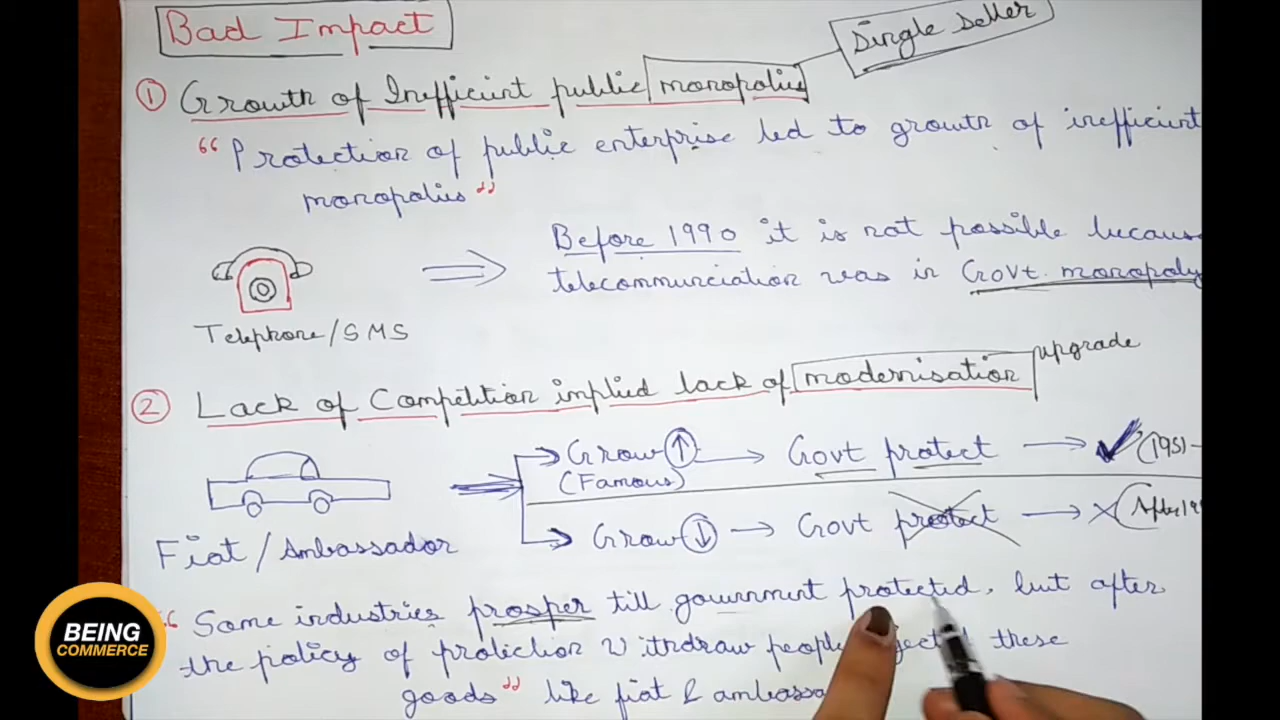 Bad Impact
Single Seller
① Growth of Inefficient public monopolies
“ Protection of public enterprise led to growth of inefficient
monopolies ”
Before 1990 it is not possible because
telecommunciation was in Govt. monopoly
Telephone/SMS
② Lack of Competition implied lack of modernisation
upgrade
Grow ↑ → Govt protect → ✓ (1951-
(Famous)
Grow ↓ → Govt protect → × (After 19
Fiat / Ambassador
“ Some industries prosper till government protected, but after
the policy of protection withdraw people these
goods ” like fiat &
BEING
COMMERCE